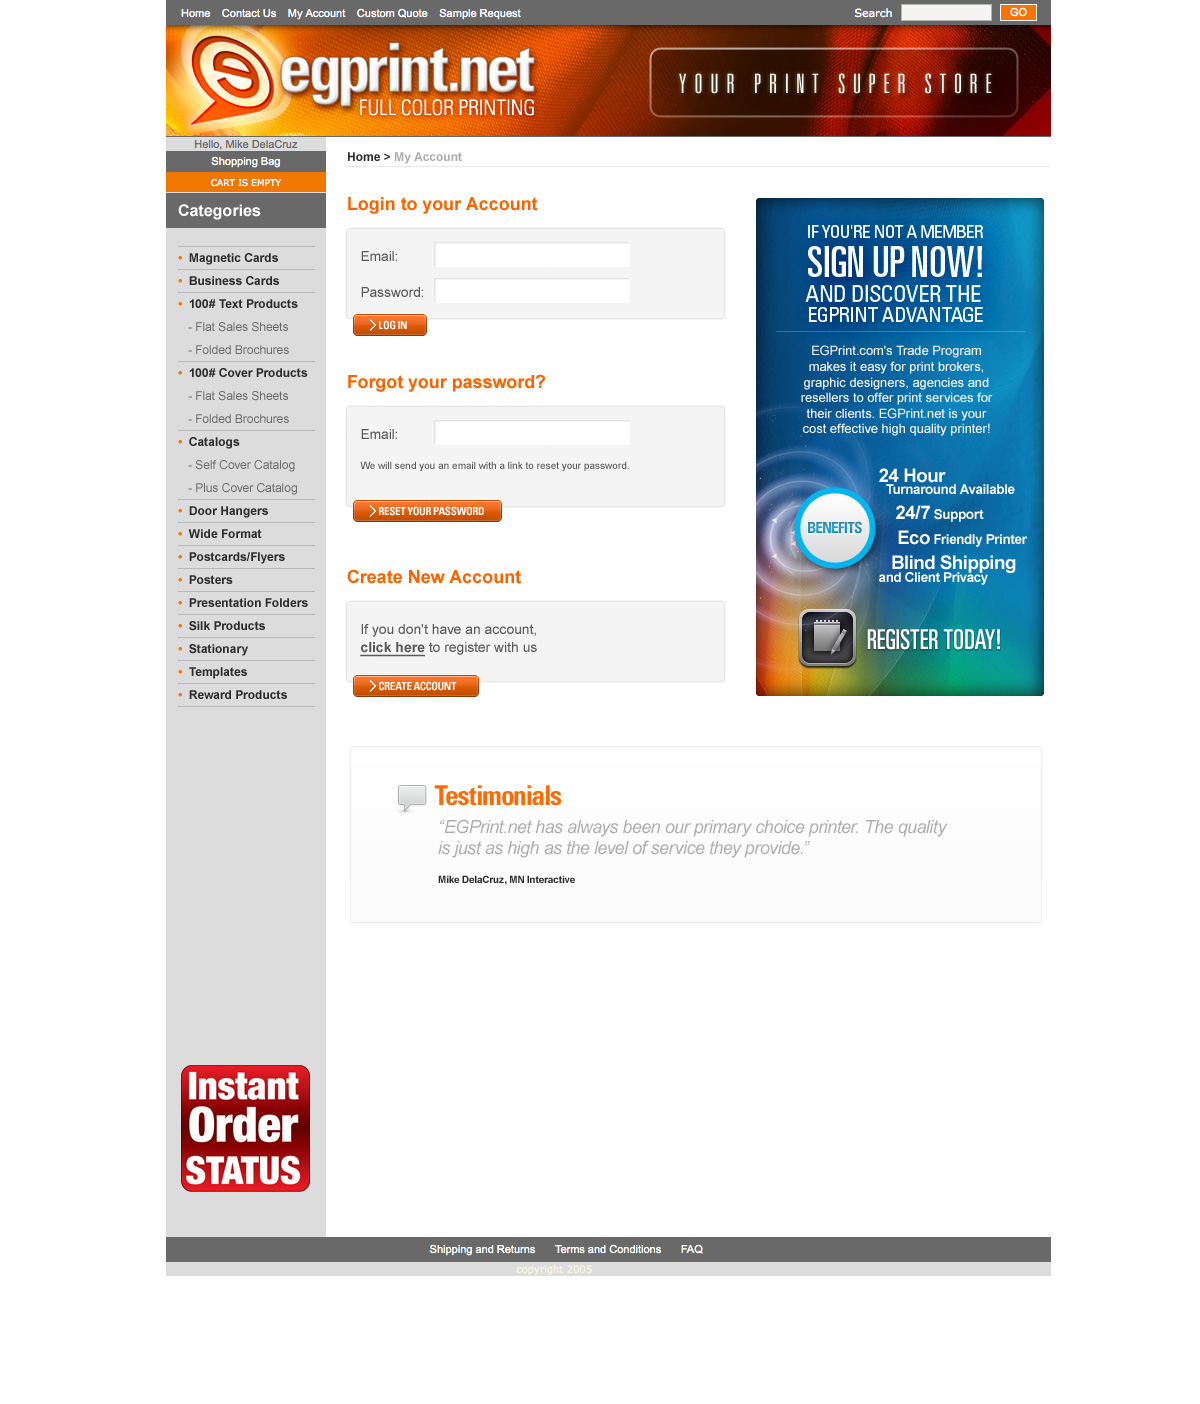 Home Contact Us My Account Custom Quote Sample Request Search GO
egprint.net
FULL COLOR PRINTING
YOUR PRINT SUPER STORE
Hello, Mike DelaCruz
Shopping Bag
CART IS EMPTY
Categories
• Magnetic Cards
• Business Cards
• 100# Text Products
- Flat Sales Sheets
- Folded Brochures
• 100# Cover Products
- Flat Sales Sheets
- Folded Brochures
• Catalogs
- Self Cover Catalog
- Plus Cover Catalog
• Door Hangers
• Wide Format
• Postcards/Flyers
• Posters
• Presentation Folders
• Silk Products
• Stationary
• Templates
• Reward Products
Instant
Order
STATUS
Home > My Account
Login to your Account
Email:
Password:
LOG IN
Forgot your password?
Email:
We will send you an email with a link to reset your password.
RESET YOUR PASSWORD
Create New Account
If you don't have an account,
click here to register with us
CREATE ACCOUNT
IF YOU'RE NOT A MEMBER
SIGN UP NOW!
AND DISCOVER THE
EGPRINT ADVANTAGE
EGPrint.com's Trade Program
makes it easy for print brokers,
graphic designers, agencies and
resellers to offer print services for
their clients. EGPrint.net is your
cost effective high quality printer!
BENEFITS
24 Hour
Turnaround Available
24/7 Support
Eco Friendly Printer
Blind Shipping
and Client Privacy
REGISTER TODAY!
Testimonials
“EGPrint.net has always been our primary choice printer. The quality
is just as high as the level of service they provide.”
Mike DelaCruz, MN Interactive
Shipping and Returns Terms and Conditions FAQ
copyright 2005